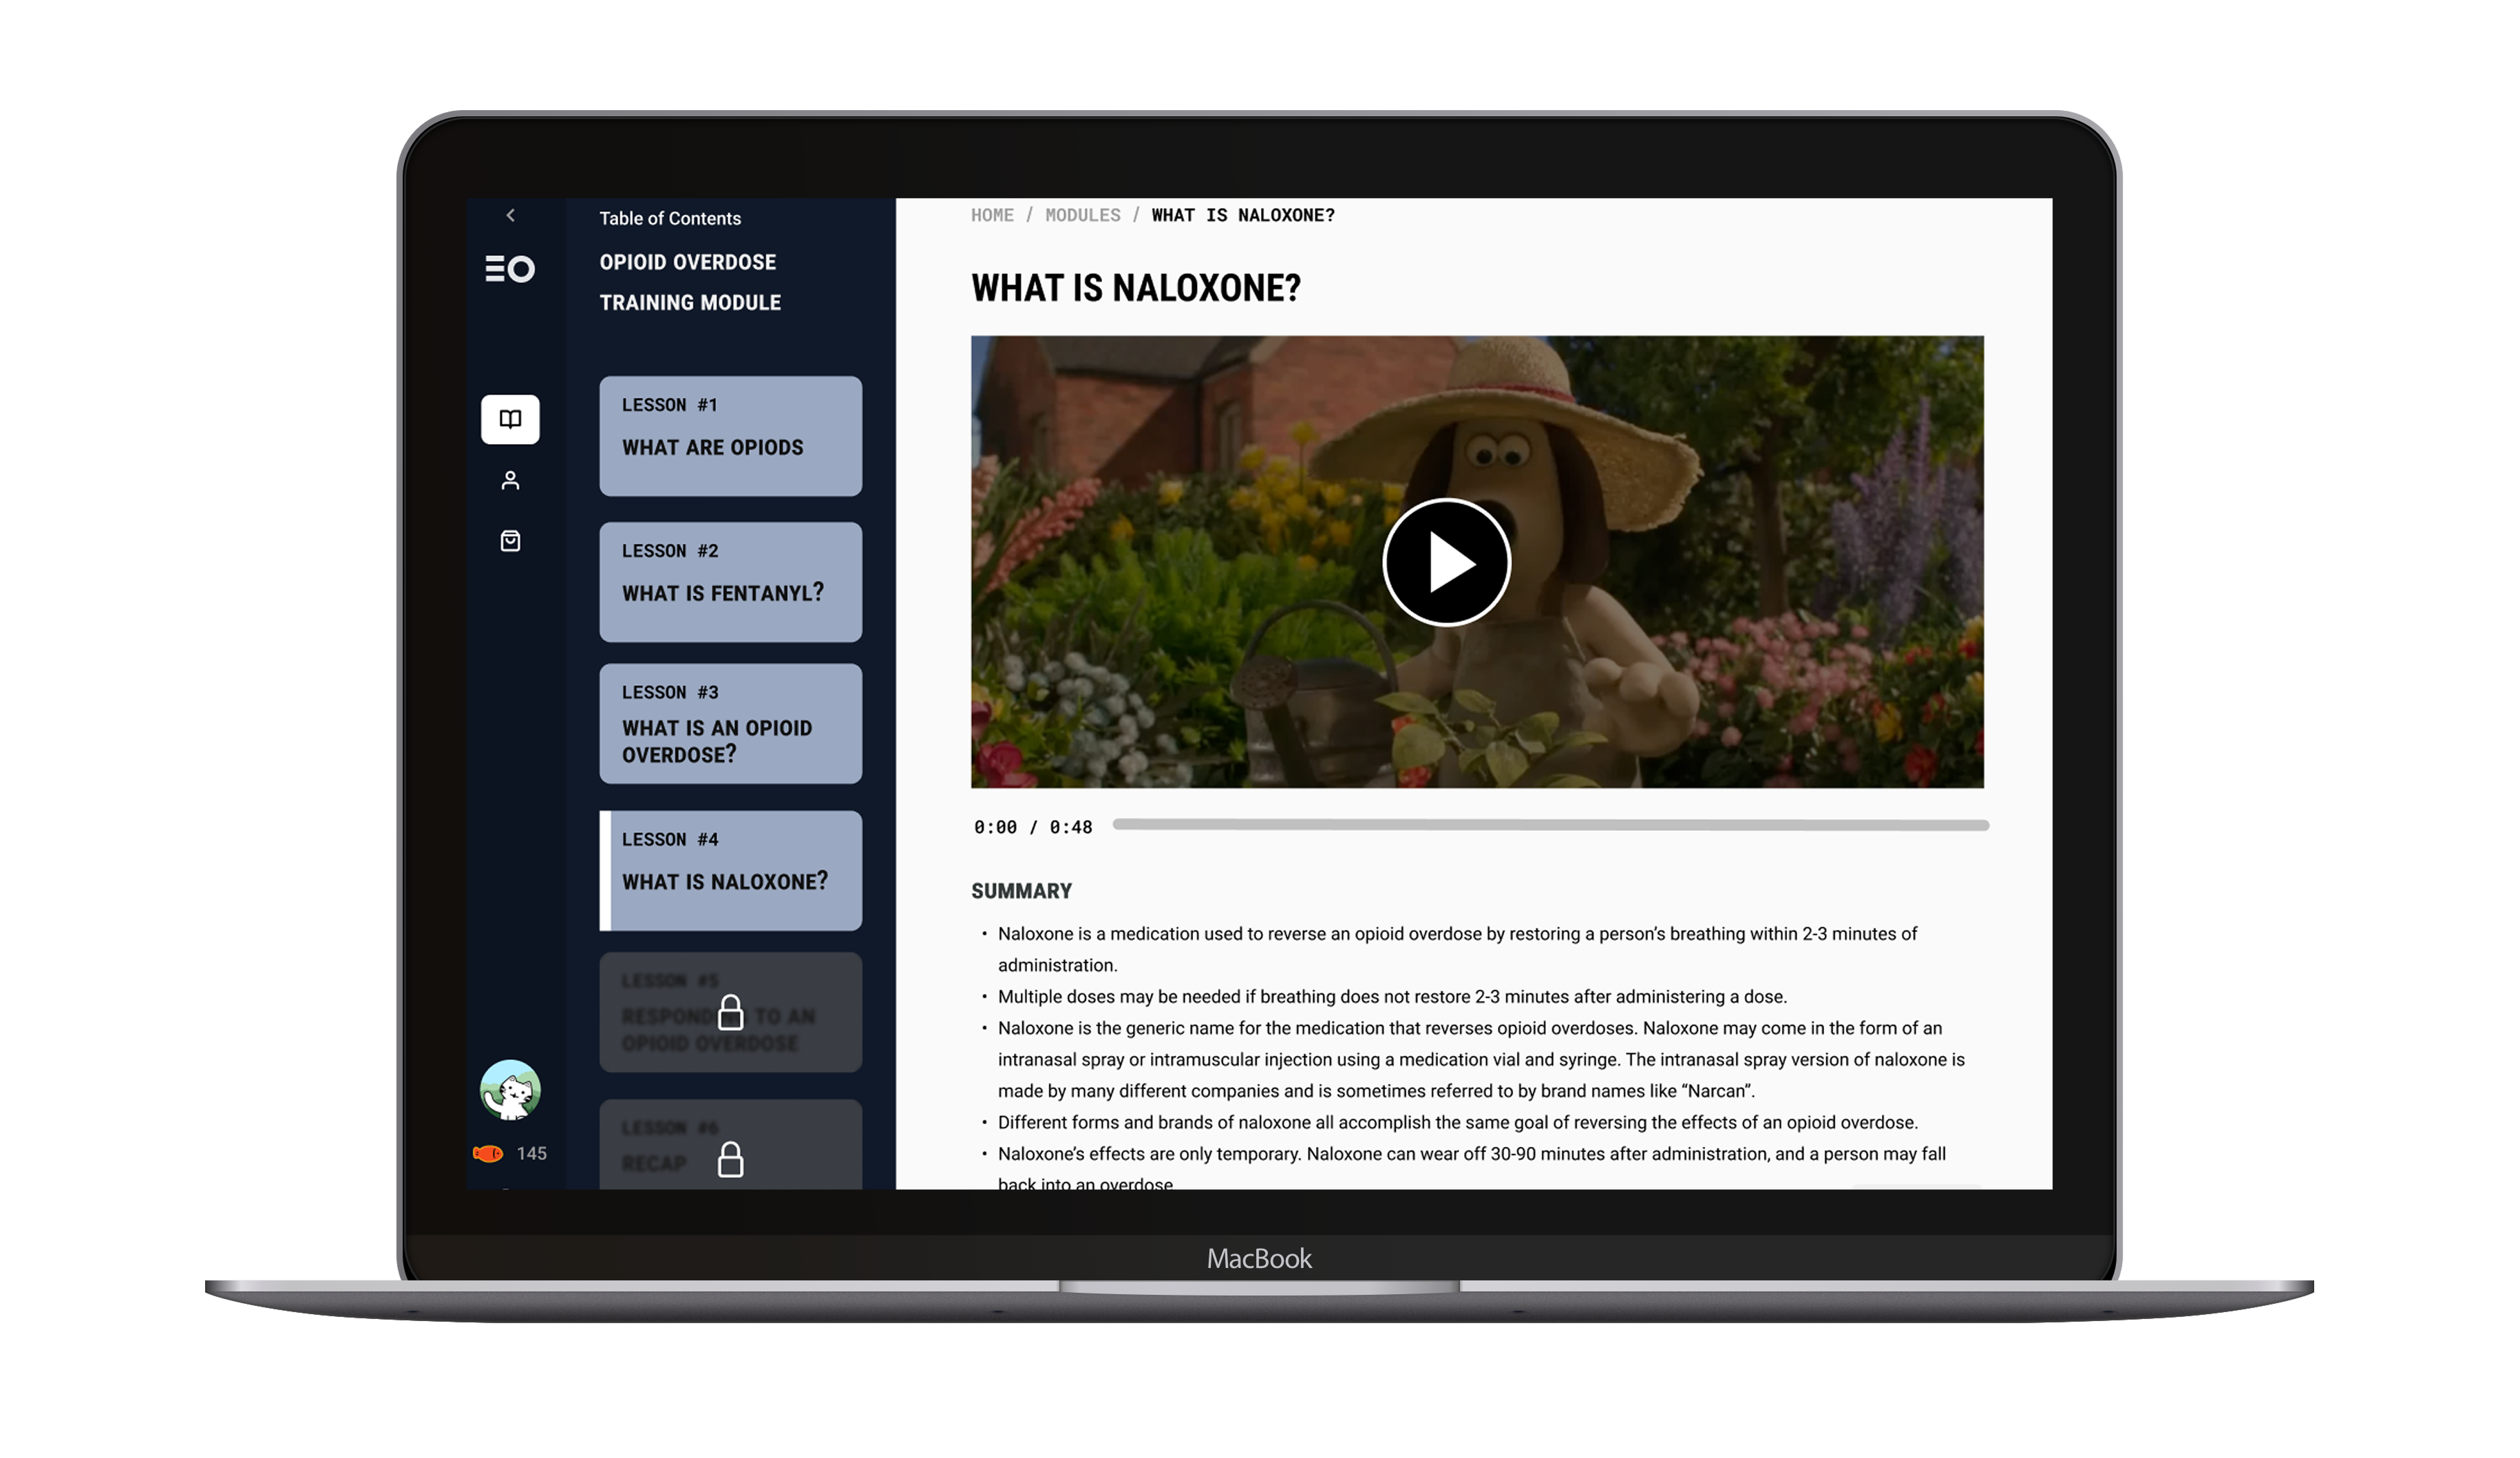 Table of Contents
OPIOID OVERDOSE
TRAINING MODULE
LESSON #1
WHAT ARE OPIODS
LESSON #2
WHAT IS FENTANYL?
LESSON #3
WHAT IS AN OPIOID
OVERDOSE?
LESSON #4
WHAT IS NALOXONE?
LESSON #5
TO AN
OPIOID OVERDOSE
LESSON #6
RECAP
145
HOME / MODULES / WHAT IS NALOXONE?
WHAT IS NALOXONE?
0:00 / 0:48
SUMMARY
• Naloxone is a medication used to reverse an opioid overdose by restoring a person’s breathing within 2-3 minutes of
administration.
• Multiple doses may be needed if breathing does not restore 2-3 minutes after administering a dose.
• Naloxone is the generic name for the medication that reverses opioid overdoses. Naloxone may come in the form of an
intranasal spray or intramuscular injection using a medication vial and syringe. The intranasal spray version of naloxone is
made by many different companies and is sometimes referred to by brand names like “Narcan”.
• Different forms and brands of naloxone all accomplish the same goal of reversing the effects of an opioid overdose.
• Naloxone’s effects are only temporary. Naloxone can wear off 30-90 minutes after administration, and a person may fall
back into an overdose
MacBook